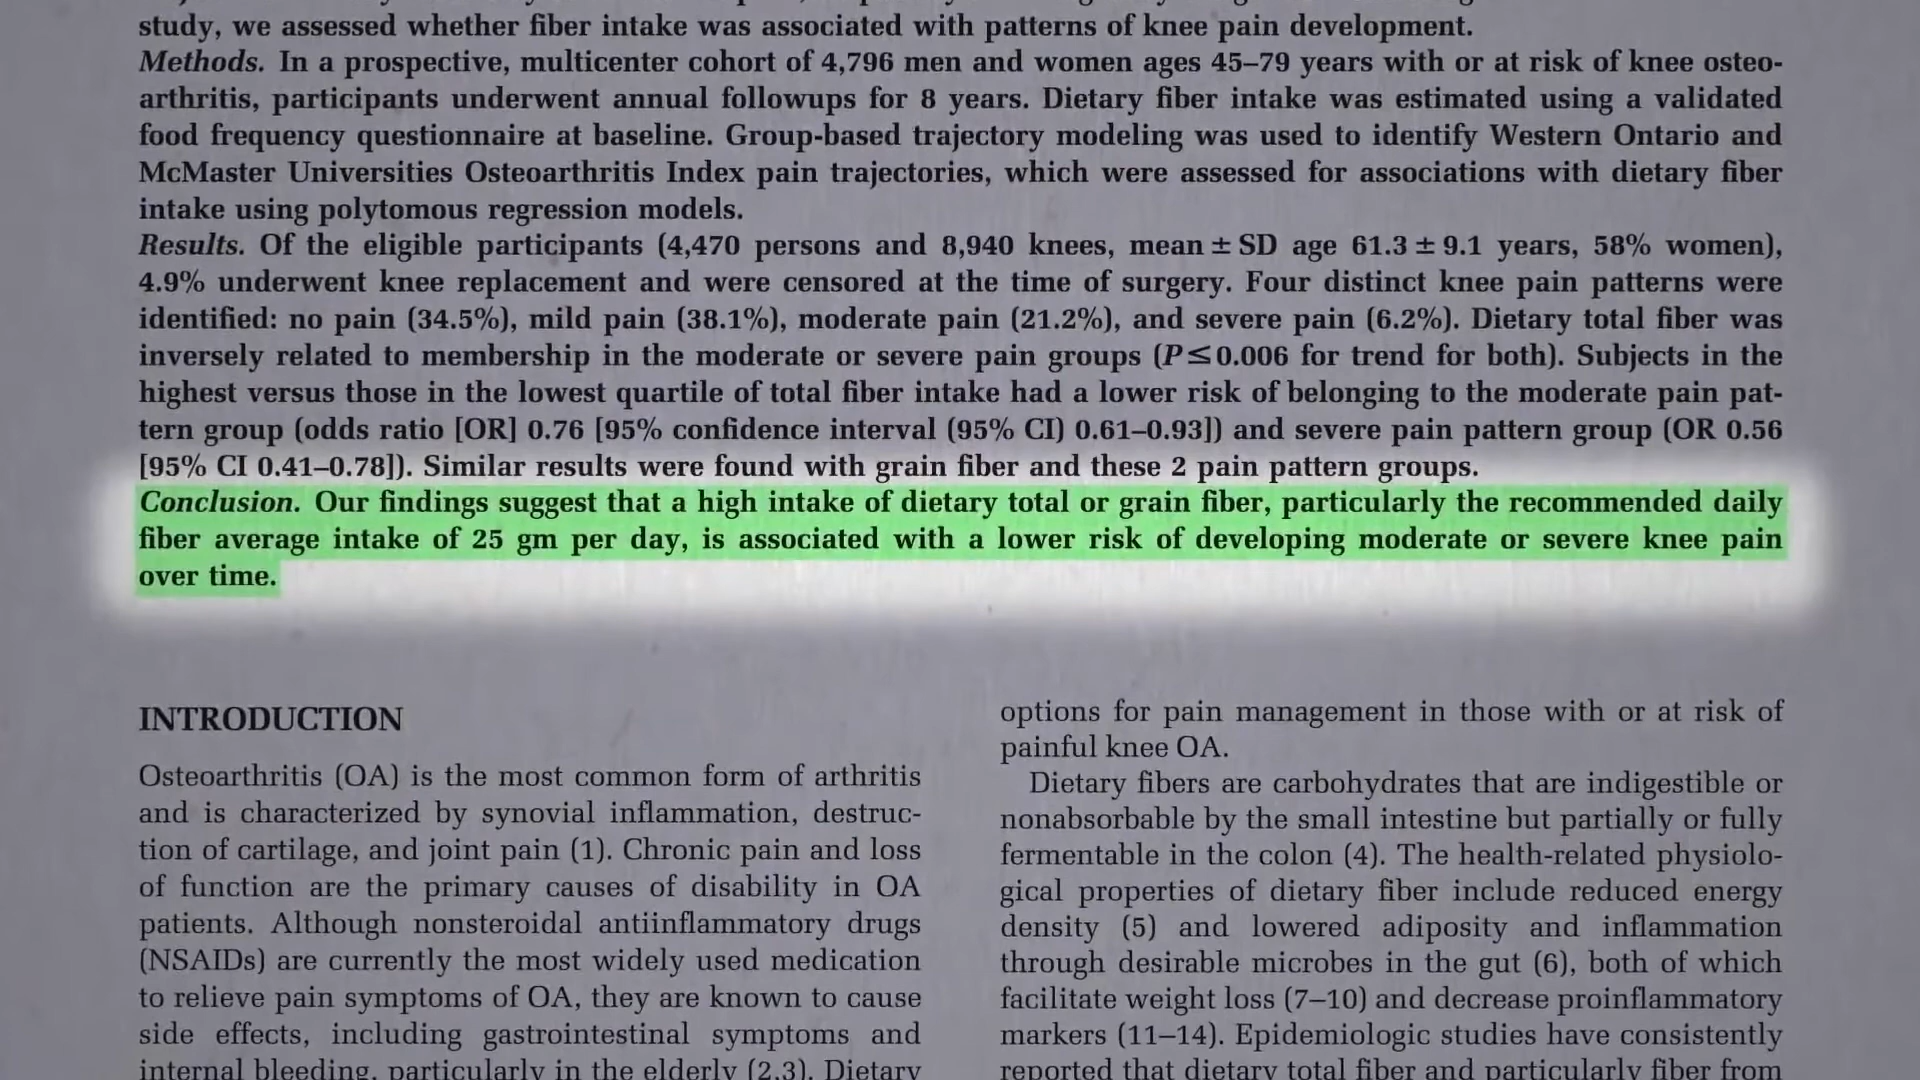 study, we assessed whether fiber intake was associated with patterns of knee pain development.
Methods. In a prospective, multicenter cohort of 4,796 men and women ages 45–79 years with or at risk of knee osteo-
arthritis, participants underwent annual followups for 8 years. Dietary fiber intake was estimated using a validated
food frequency questionnaire at baseline. Group-based trajectory modeling was used to identify Western Ontario and
McMaster Universities Osteoarthritis Index pain trajectories, which were assessed for associations with dietary fiber
intake using polytomous regression models.
Results. Of the eligible participants (4,470 persons and 8,940 knees, mean ± SD age 61.3 ± 9.1 years, 58% women),
4.9% underwent knee replacement and were censored at the time of surgery. Four distinct knee pain patterns were
identified: no pain (34.5%), mild pain (38.1%), moderate pain (21.2%), and severe pain (6.2%). Dietary total fiber was
inversely related to membership in the moderate or severe pain groups (P ≤ 0.006 for trend for both). Subjects in the
highest versus those in the lowest quartile of total fiber intake had a lower risk of belonging to the moderate pain pat-
tern group (odds ratio [OR] 0.76 [95% confidence interval (95% CI) 0.61–0.93]) and severe pain pattern group (OR 0.56
[95% CI 0.41–0.78]). Similar results were found with grain fiber and these 2 pain pattern groups.
Conclusion. Our findings suggest that a high intake of dietary total or grain fiber, particularly the recommended daily
fiber average intake of 25 gm per day, is associated with a lower risk of developing moderate or severe knee pain
over time.
INTRODUCTION
Osteoarthritis (OA) is the most common form of arthritis
and is characterized by synovial inflammation, destruc-
tion of cartilage, and joint pain (1). Chronic pain and loss
of function are the primary causes of disability in OA
patients. Although nonsteroidal antiinflammatory drugs
(NSAIDs) are currently the most widely used medication
to relieve pain symptoms of OA, they are known to cause
side effects, including gastrointestinal symptoms and
internal bleeding, particularly in the elderly (2,3). Dietary
options for pain management in those with or at risk of
painful knee OA.
Dietary fibers are carbohydrates that are indigestible or
nonabsorbable by the small intestine but partially or fully
fermentable in the colon (4). The health-related physiolo-
gical properties of dietary fiber include reduced energy
density (5) and lowered adiposity and inflammation
through desirable microbes in the gut (6), both of which
facilitate weight loss (7–10) and decrease proinflammatory
markers (11–14). Epidemiologic studies have consistently
reported that dietary total fiber and particularly fiber from